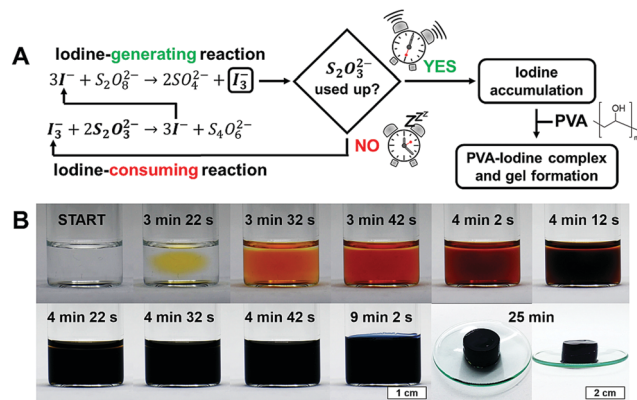 A
Iodine-generating reaction
3I⁻ + S₂O₈²⁻ → 2SO₄²⁻ + I₃⁻
I₃⁻ + 2S₂O₃²⁻ → 3I⁻ + S₄O₆²⁻
Iodine-consuming reaction
S₂O₃²⁻
used up?
YES
NO
zzz
Iodine
accumulation
PVA
OH
n
PVA-Iodine complex
and gel formation
B
START
3 min 22 s
3 min 32 s
3 min 42 s
4 min 2 s
4 min 12 s
4 min 22 s
4 min 32 s
4 min 42 s
9 min 2 s
25 min
1 cm
2 cm